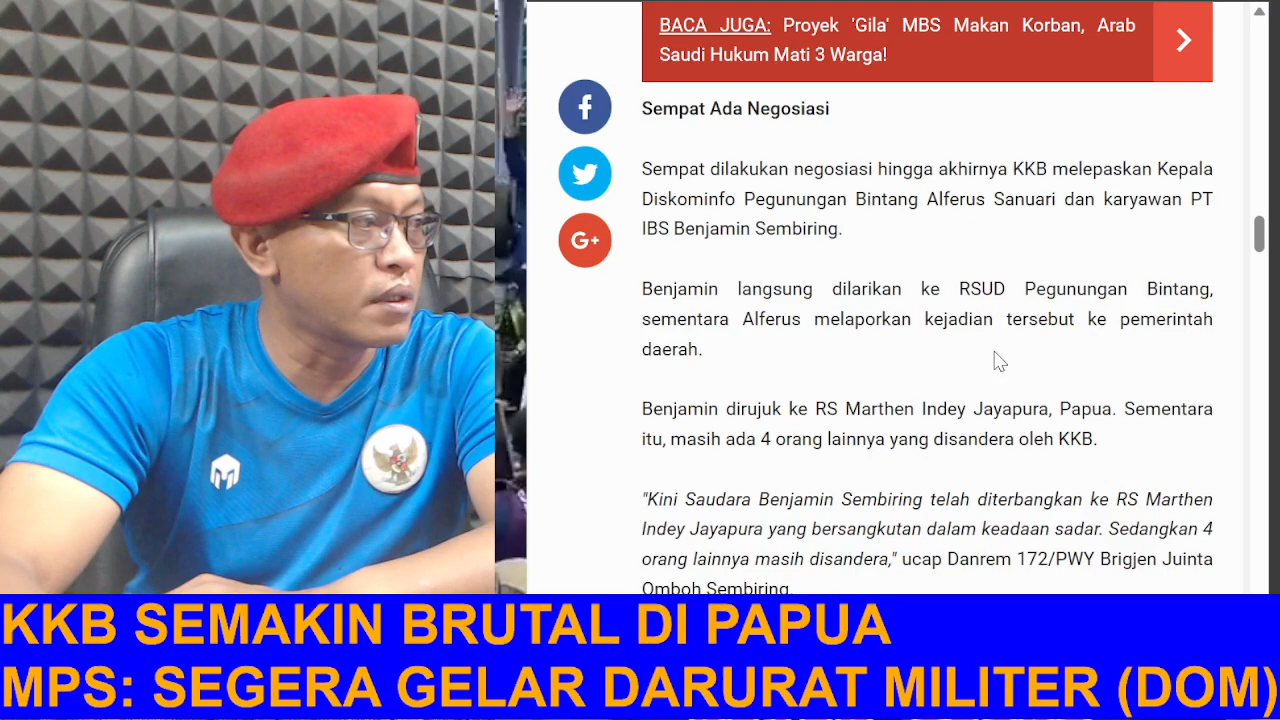 BACA JUGA: Proyek 'Gila' MBS Makan Korban, Arab
Saudi Hukum Mati 3 Warga!
Sempat Ada Negosiasi
Sempat dilakukan negosiasi hingga akhirnya KKB melepaskan Kepala
Diskominfo Pegunungan Bintang Alferus Sanuari dan karyawan PT
IBS Benjamin Sembiring.
Benjamin langsung dilarikan ke RSUD Pegunungan Bintang,
sementara Alferus melaporkan kejadian tersebut ke pemerintah
daerah.
Benjamin dirujuk ke RS Marthen Indey Jayapura, Papua. Sementara
itu, masih ada 4 orang lainnya yang disandera oleh KKB.
"Kini Saudara Benjamin Sembiring telah diterbangkan ke RS Marthen
Indey Jayapura yang bersangkutan dalam keadaan sadar. Sedangkan 4
orang lainnya masih disandera," ucap Danrem 172/PWY Brigjen Juinta
Omboh Sembiring.
G+
KKB SEMAKIN BRUTAL DI PAPUA
MPS: SEGERA GELAR DARURAT MILITER (DOM)